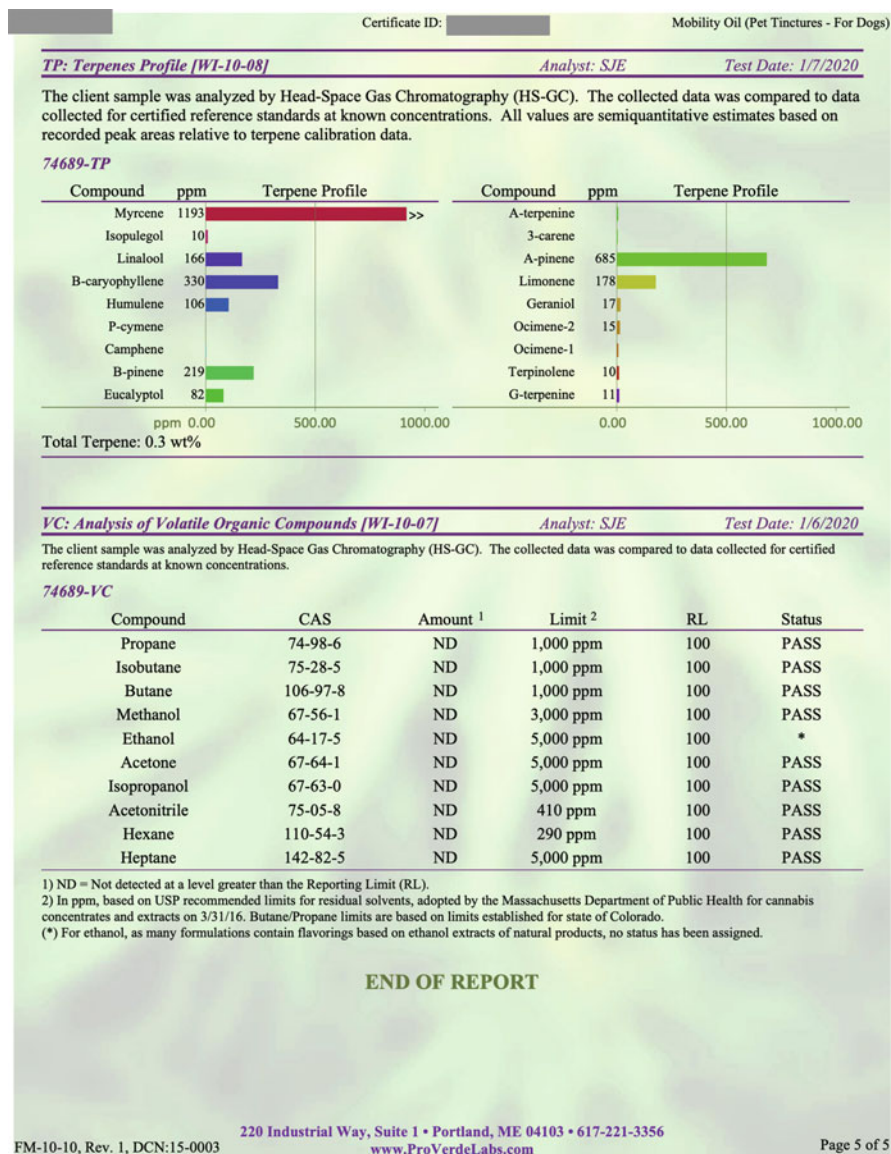 Certificate ID: Mobility Oil (Pet Tinctures - For Dogs)
TP: Terpenes Profile [WI-10-08] Analyst: SJE Test Date: 1/7/2020
The client sample was analyzed by Head-Space Gas Chromatography (HS-GC). The collected data was compared to data
collected for certified reference standards at known concentrations. All values are semiquantitative estimates based on
recorded peak areas relative to terpene calibration data.
74689-TP
Compound ppm Terpene Profile
Myrcene 1193 >>
Isopulegol 10
Linalool 166
B-caryophyllene 330
Humulene 106
P-cymene
Camphene
B-pinene 219
Eucalyptol 82
ppm 0.00 500.00 1000.00
Compound ppm Terpene Profile
A-terpenine
3-carene
A-pinene 685
Limonene 178
Geraniol 17
Ocimene-2 15
Ocimene-1
Terpinolene 10
G-terpenine 11
0.00 500.00 1000.00
Total Terpene: 0.3 wt%
VC: Analysis of Volatile Organic Compounds [WI-10-07] Analyst: SJE Test Date: 1/6/2020
The client sample was analyzed by Head-Space Gas Chromatography (HS-GC). The collected data was compared to data collected for certified
reference standards at known concentrations.
74689-VC
Compound CAS Amount 1 Limit 2 RL Status
Propane 74-98-6 ND 1,000 ppm 100 PASS
Isobutane 75-28-5 ND 1,000 ppm 100 PASS
Butane 106-97-8 ND 1,000 ppm 100 PASS
Methanol 67-56-1 ND 3,000 ppm 100 PASS
Ethanol 64-17-5 ND 5,000 ppm 100 *
Acetone 67-64-1 ND 5,000 ppm 100 PASS
Isopropanol 67-63-0 ND 5,000 ppm 100 PASS
Acetonitrile 75-05-8 ND 410 ppm 100 PASS
Hexane 110-54-3 ND 290 ppm 100 PASS
Heptane 142-82-5 ND 5,000 ppm 100 PASS
1) ND = Not detected at a level greater than the Reporting Limit (RL).
2) In ppm, based on USP recommended limits for residual solvents, adopted by the Massachusetts Department of Public Health for cannabis
concentrates and extracts on 3/31/16. Butane/Propane limits are based on limits established for state of Colorado.
(*) For ethanol, as many formulations contain flavorings based on ethanol extracts of natural products, no status has been assigned.
END OF REPORT
220 Industrial Way, Suite 1 • Portland, ME 04103 • 617-221-3356
FM-10-10, Rev. 1, DCN:15-0003 www.ProVerdeLabs.com Page 5 of 5